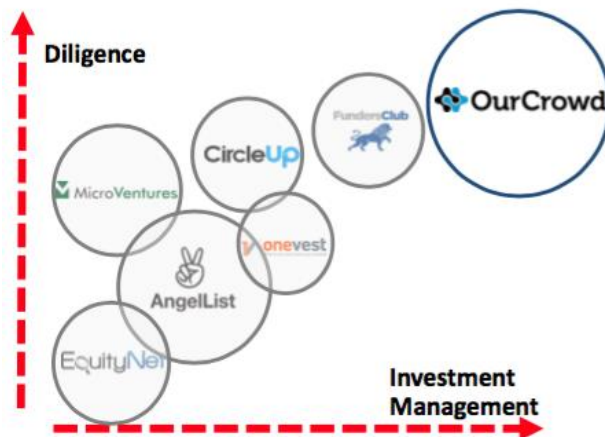 Diligence
FundersClub
OurCrowd
CircleUp
MicroVentures
onevest
AngelList
EquityNet
Investment
Management